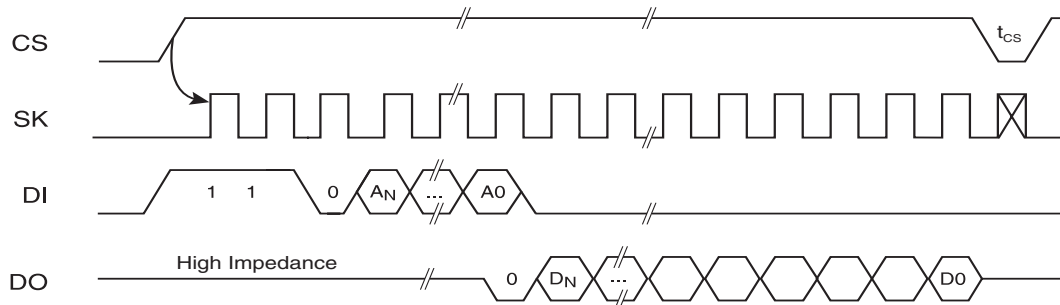 CS
t_CS
SK
DI
1 1 0 A_N ... A0
DO
High Impedance
0 D_N ... D0